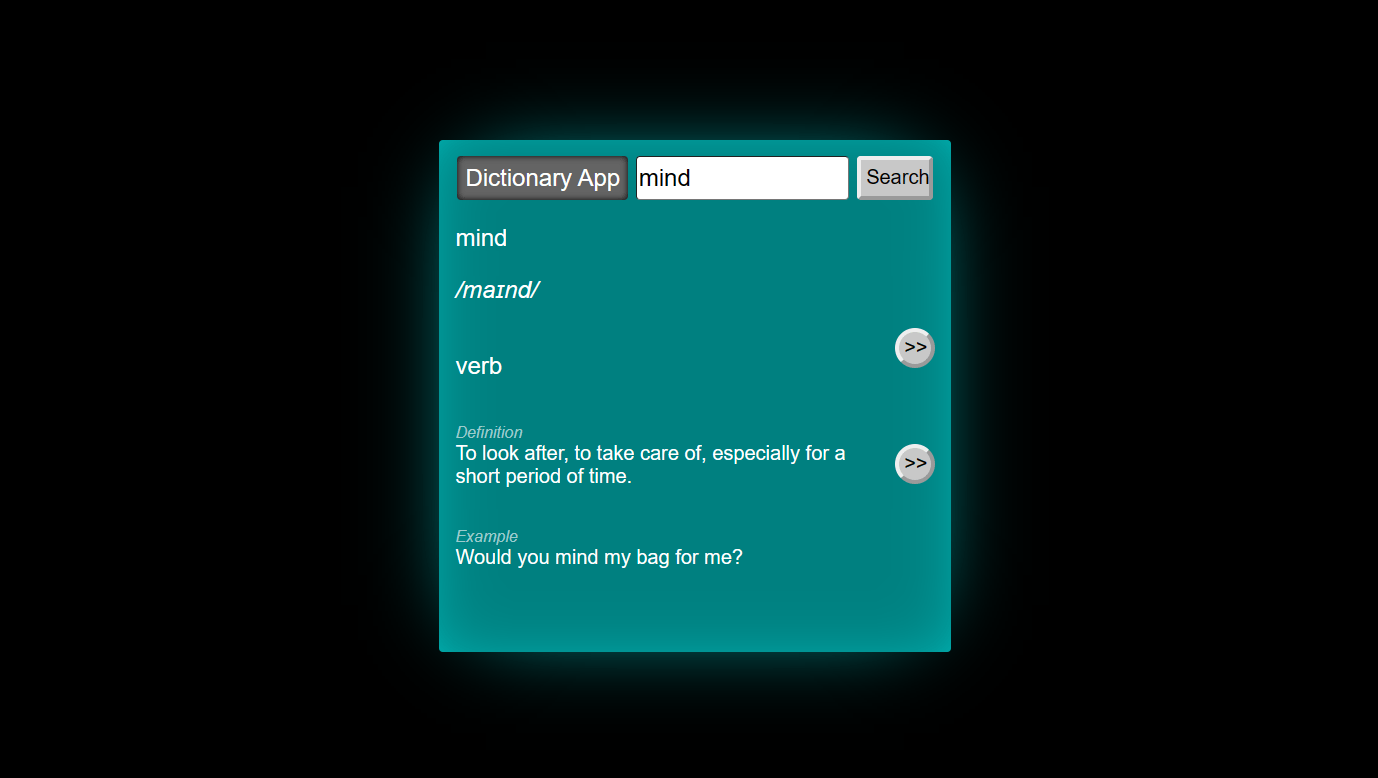 Dictionary App mind Search
mind
/maɪnd/
>>
verb
Definition
To look after, to take care of, especially for a
>>
short period of time.
Example
Would you mind my bag for me?